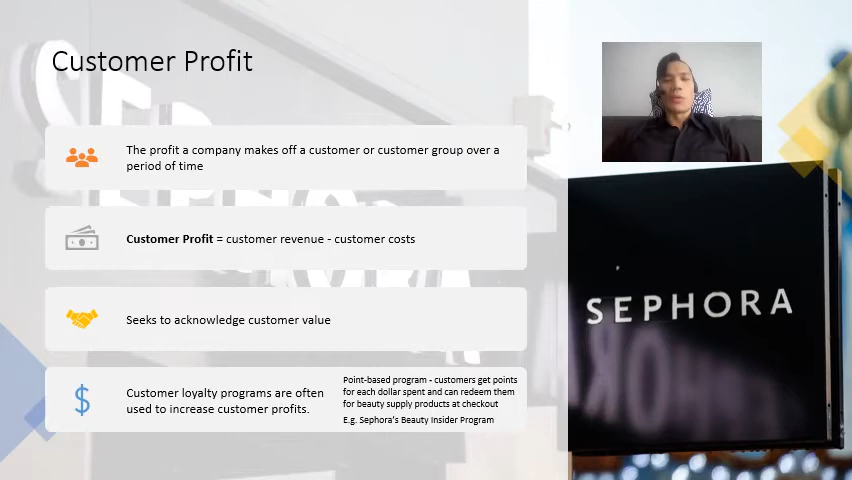 Customer Profit
The profit a company makes off a customer or customer group over a
period of time
Customer Profit = customer revenue - customer costs
Seeks to acknowledge customer value
Customer loyalty programs are often
used to increase customer profits.
Point-based program - customers get points
for each dollar spent and can redeem them
for beauty supply products at checkout
E.g. Sephora's Beauty Insider Program
SEPHORA